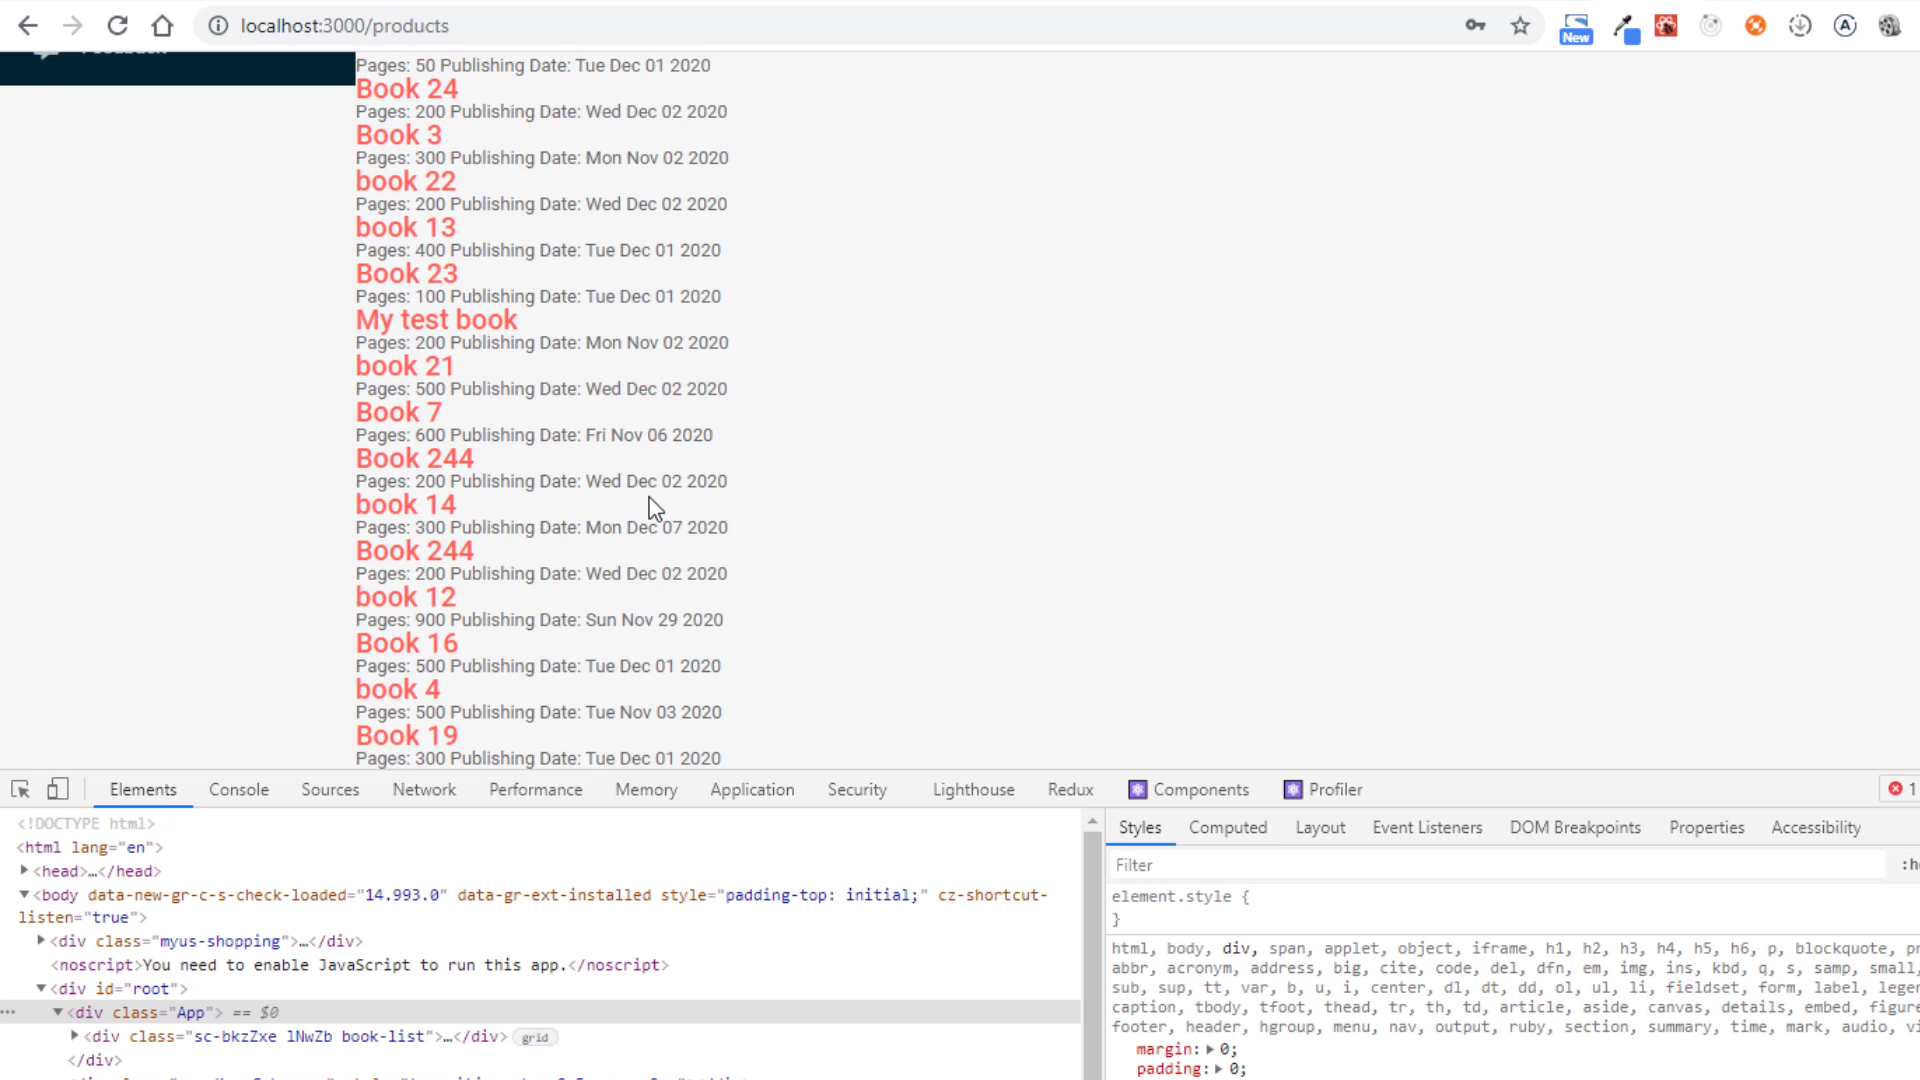 localhost:3000/products
New
Pages: 50 Publishing Date: Tue Dec 01 2020
Book 24
Pages: 200 Publishing Date: Wed Dec 02 2020
Book 3
Pages: 300 Publishing Date: Mon Nov 02 2020
book 22
Pages: 200 Publishing Date: Wed Dec 02 2020
book 13
Pages: 400 Publishing Date: Tue Dec 01 2020
Book 23
Pages: 100 Publishing Date: Tue Dec 01 2020
My test book
Pages: 200 Publishing Date: Mon Nov 02 2020
book 21
Pages: 500 Publishing Date: Wed Dec 02 2020
Book 7
Pages: 600 Publishing Date: Fri Nov 06 2020
Book 244
Pages: 200 Publishing Date: Wed Dec 02 2020
book 14
Pages: 300 Publishing Date: Mon Dec 07 2020
Book 244
Pages: 200 Publishing Date: Wed Dec 02 2020
book 12
Pages: 900 Publishing Date: Sun Nov 29 2020
Book 16
Pages: 500 Publishing Date: Tue Dec 01 2020
book 4
Pages: 500 Publishing Date: Tue Nov 03 2020
Book 19
Pages: 300 Publishing Date: Tue Dec 01 2020
Elements Console Sources Network Performance Memory Application Security Lighthouse Redux Components Profiler 1
<!DOCTYPE html>
<html lang="en">
<head>…</head>
<body data-new-gr-c-s-check-loaded="14.993.0" data-gr-ext-installed style="padding-top: initial;" cz-shortcut-
listen="true">
<div class="myus-shopping">…</div>
<noscript>You need to enable JavaScript to run this app.</noscript>
<div id="root">
<div class="App"> == $0
<div class="sc-bkzZxe lNwZb book-list">…</div> grid
</div>
Styles Computed Layout Event Listeners DOM Breakpoints Properties Accessibility
Filter
element.style {
}
html, body, div, span, applet, object, iframe, h1, h2, h3, h4, h5, h6, p, blockquote,
abbr, acronym, address, big, cite, code, del, dfn, em, img, ins, kbd, q, s, samp, small,
sub, sup, tt, var, b, u, i, center, dl, dt, dd, ol, ul, li, fieldset, form, label,
caption, tbody, tfoot, thead, tr, th, td, article, aside, canvas, details, embed,
footer, header, hgroup, menu, nav, output, ruby, section, summary, time, mark, audio,
margin: 0;
padding: 0;